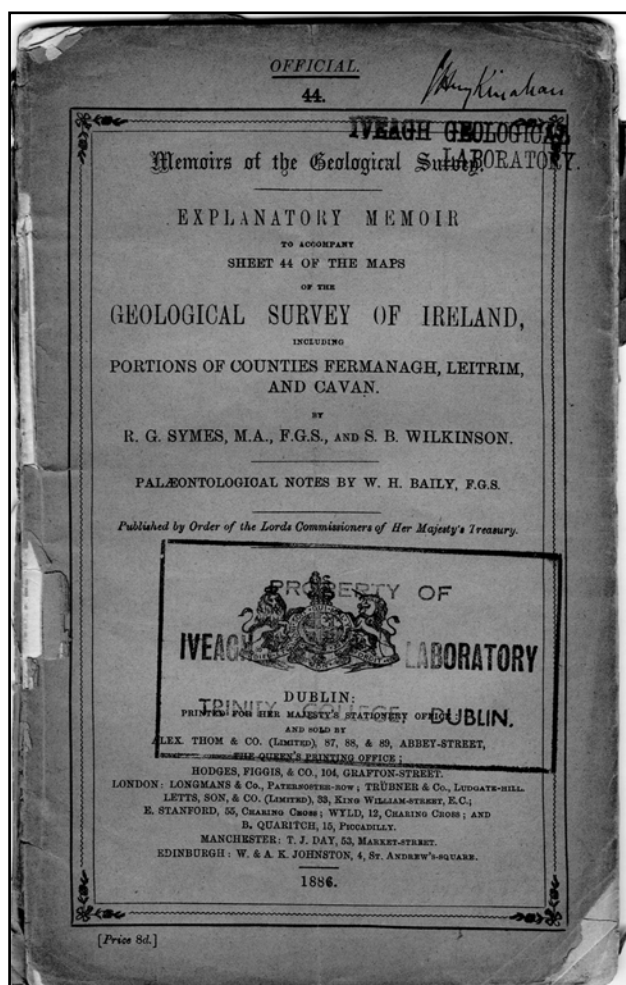 OFFICIAL.
44.
G Henry Kinahan
IVEAGH GEOLOGICAL
LABORATORY.
Memoirs of the Geological Survey.
EXPLANATORY MEMOIR
TO ACCOMPANY
SHEET 44 OF THE MAPS
OF THE
GEOLOGICAL SURVEY OF IRELAND,
INCLUDING
PORTIONS OF COUNTIES FERMANAGH, LEITRIM,
AND CAVAN.
BY
R. G. SYMES, M.A., F.G.S., AND S. B. WILKINSON.
PALÆONTOLOGICAL NOTES BY W. H. BAILY, F.G.S.
Published by Order of the Lords Commissioners of Her Majesty's Treasury.
PROPERTY OF
IVEAGH LABORATORY
TRINITY COLLEGE, DUBLIN.
DUBLIN:
PRINTED FOR HER MAJESTY'S STATIONERY OFFICE:
AND SOLD BY
ALEX. THOM & CO. (LIMITED), 87, 88, & 89, ABBEY-STREET,
THE QUEEN'S PRINTING OFFICE;
HODGES, FIGGIS, & CO., 104, GRAFTON-STREET.
LONDON: LONGMANS & Co., PATERNOSTER-ROW; TRÜBNER & Co., LUDGATE-HILL.
LETTS, SON, & CO. (LIMITED), 33, KING WILLIAM-STREET, E.C.;
E. STANFORD, 55, CHARING CROSS; WYLD, 12, CHARING CROSS; AND
B. QUARITCH, 15, PICCADILLY.
MANCHESTER: T. J. DAY, 53, MARKET-STREET.
EDINBURGH: W. & A. K. JOHNSTON, 4, ST. ANDREW'S-SQUARE.
1886.
[Price 8d.]